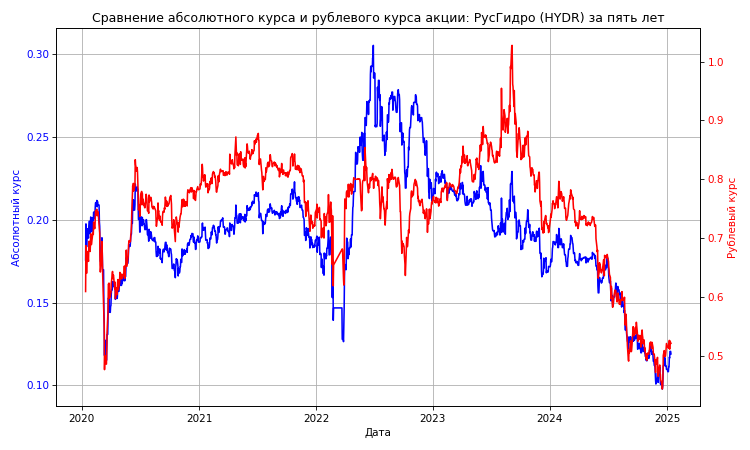 Сравнение абсолютного курса и рублевого курса акции: РусГидро (HYDR) за пять лет
0.30
0.25
0.20
0.15
0.10
Абсолютный курс
1.0
0.9
0.8
0.7
0.6
0.5
Рублевый курс
2020 2021 2022 2023 2024 2025
Дата